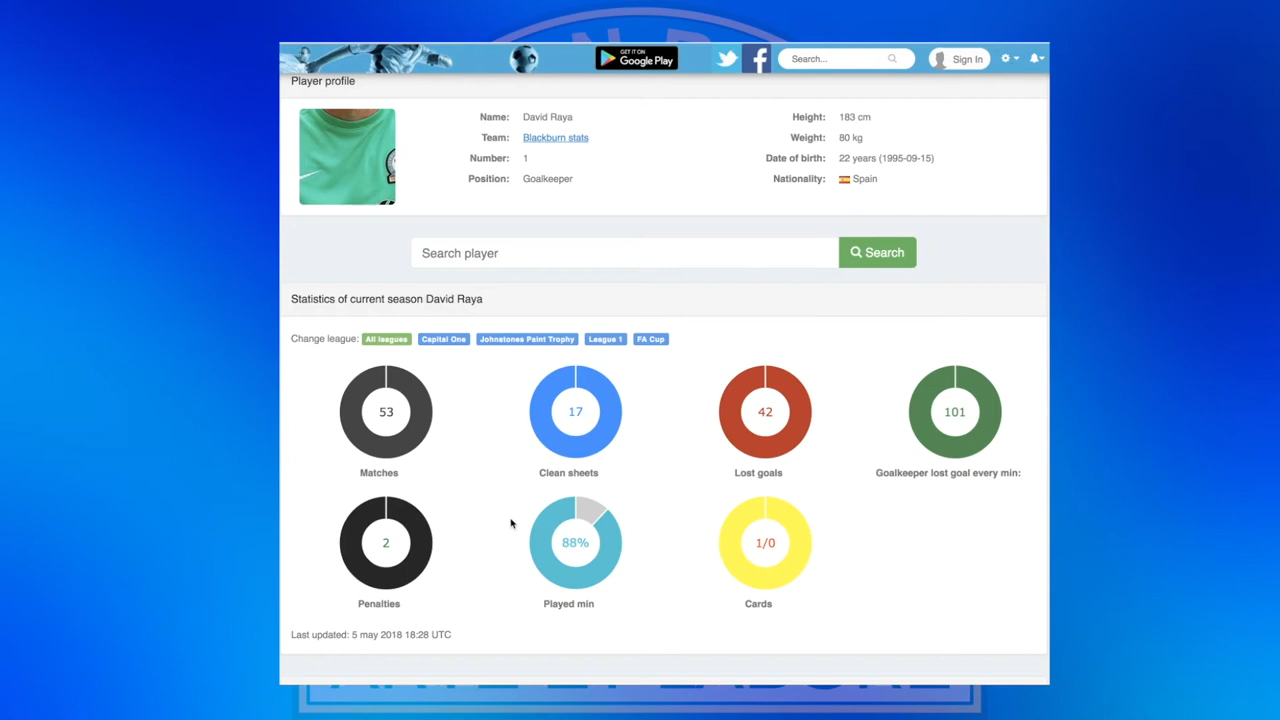 GET IT ON
Google Play
Search...
Sign In
Player profile
Name: David Raya
Height: 183 cm
Team: Blackburn stats
Weight: 80 kg
Number: 1
Date of birth: 22 years (1995-09-15)
Position: Goalkeeper
Nationality: Spain
Search player
Search
Statistics of current season David Raya
Change league: All leagues Capital One Johnstones Paint Trophy League 1 FA Cup
53
17
42
101
Matches
Clean sheets
Lost goals
Goalkeeper lost goal every min:
2
88%
1/0
Penalties
Played min
Cards
Last updated: 5 may 2018 18:28 UTC